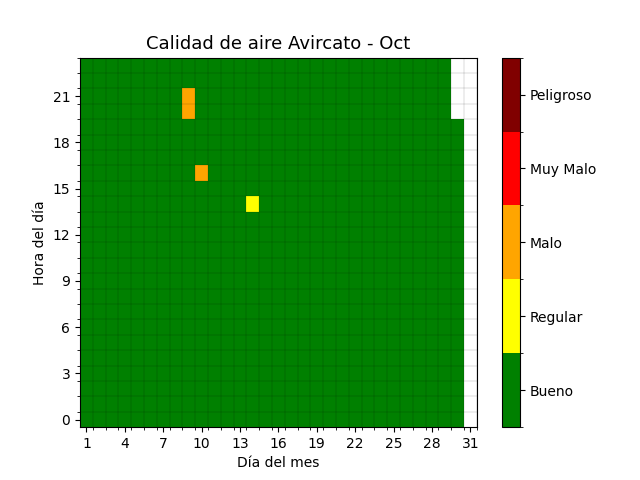 Calidad de aire Avircato - Oct
Hora del día
21
18
15
12
9
6
3
0
1 4 7 10 13 16 19 22 25 28 31
Día del mes
Peligroso
Muy Malo
Malo
Regular
Bueno